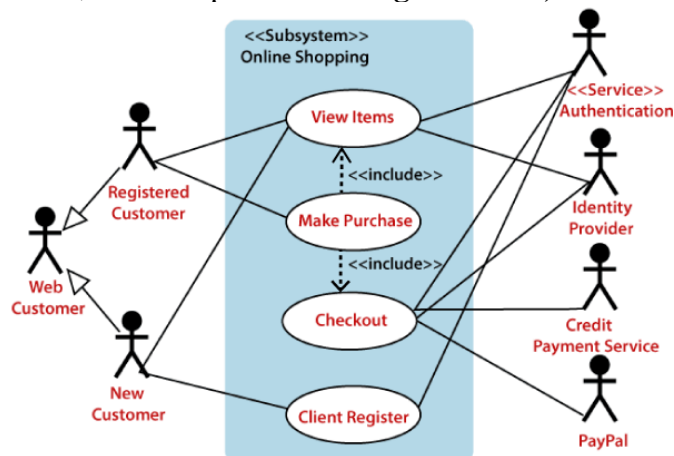 <<Subsystem>>
Online Shopping
View Items
<<include>>
Make Purchase
<<include>>
Checkout
Client Register
Registered
Customer
Web
Customer
New
Customer
<<Service>>
Authentication
Identity
Provider
Credit
Payment Service
PayPal